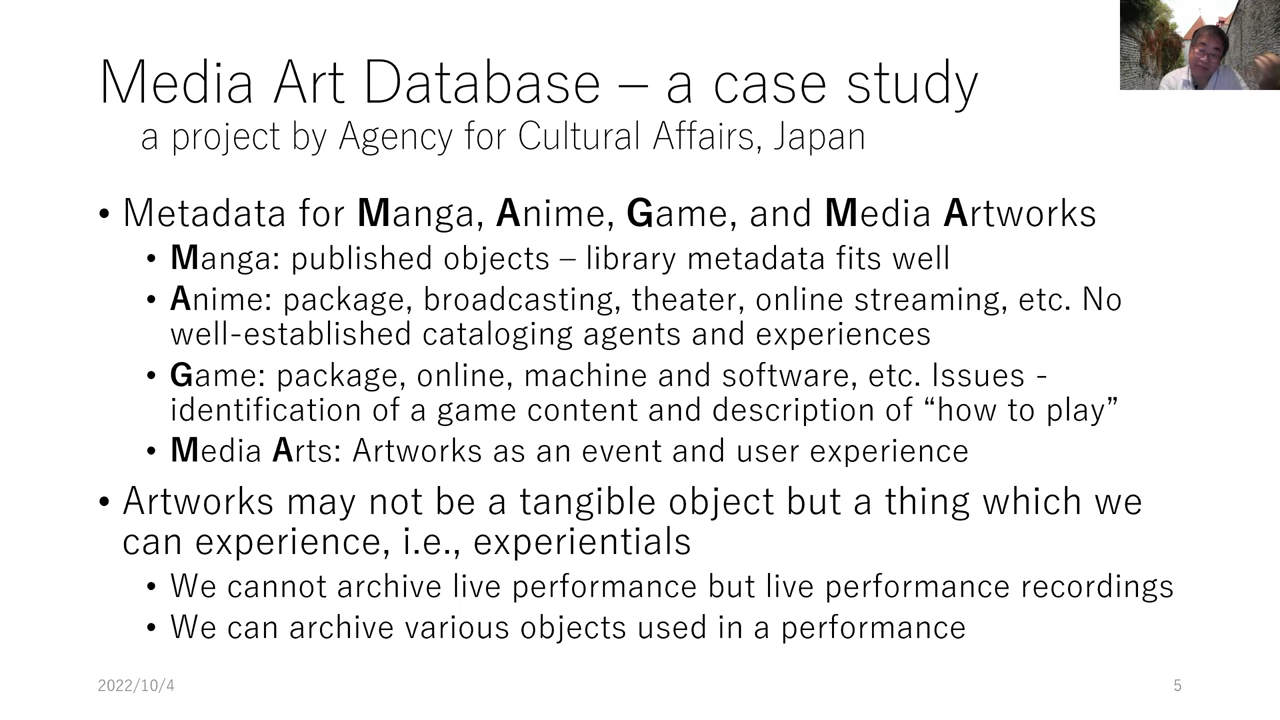 Media Art Database – a case study
a project by Agency for Cultural Affairs, Japan
• Metadata for Manga, Anime, Game, and Media Artworks
• Manga: published objects – library metadata fits well
• Anime: package, broadcasting, theater, online streaming, etc. No
well-established cataloging agents and experiences
• Game: package, online, machine and software, etc. Issues -
identification of a game content and description of “how to play”
• Media Arts: Artworks as an event and user experience
• Artworks may not be a tangible object but a thing which we
can experience, i.e., experientials
• We cannot archive live performance but live performance recordings
• We can archive various objects used in a performance
2022/10/4
5